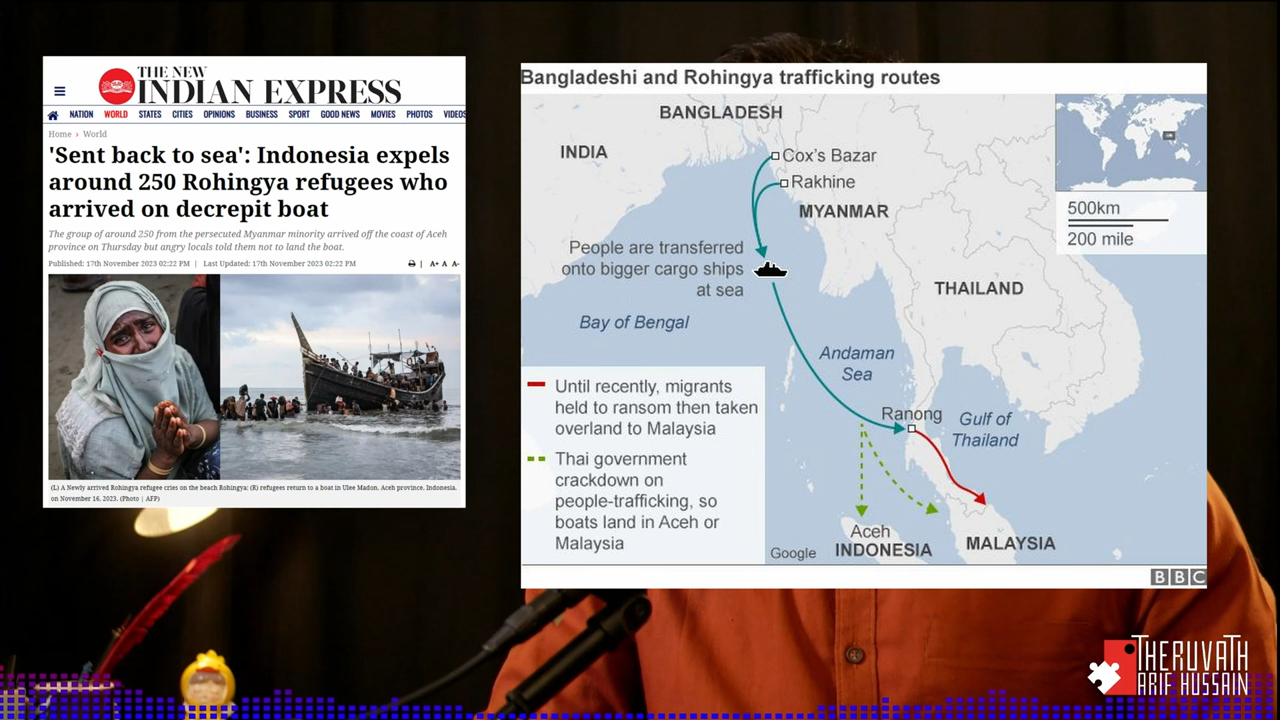 THE NEW
INDIAN EXPRESS
NATION WORLD STATES CITIES OPINIONS BUSINESS SPORT GOOD NEWS MOVIES PHOTOS VIDEOS
Home › World
'Sent back to sea': Indonesia expels
around 250 Rohingya refugees who
arrived on decrepit boat
The group of around 250 from the persecuted Myanmar minority arrived off the coast of Aceh
province on Thursday but angry locals told them not to land the boat.
Published: 17th November 2023 02:22 PM | Last Updated: 17th November 2023 02:22 PM | A+ A A-
(L) A Newly arrived Rohingya refugee cries on the beach Rohingya; (R) refugees return to a boat in Ulee Madon, Aceh province, Indonesia,
on November 16, 2023. (Photo | AFP)
Bangladeshi and Rohingya trafficking routes
BANGLADESH
INDIA
Cox's Bazar
Rakhine
MYANMAR
500km
200 mile
People are transferred
onto bigger cargo ships
at sea
THAILAND
Bay of Bengal
Andaman
Sea
Ranong
Gulf of
Thailand
Until recently, migrants
held to ransom then taken
overland to Malaysia
Thai government
crackdown on
people-trafficking, so
boats land in Aceh or
Malaysia
Google
Aceh
INDONESIA
MALAYSIA
BBC
THERUVATH
ARIF HUSSAIN